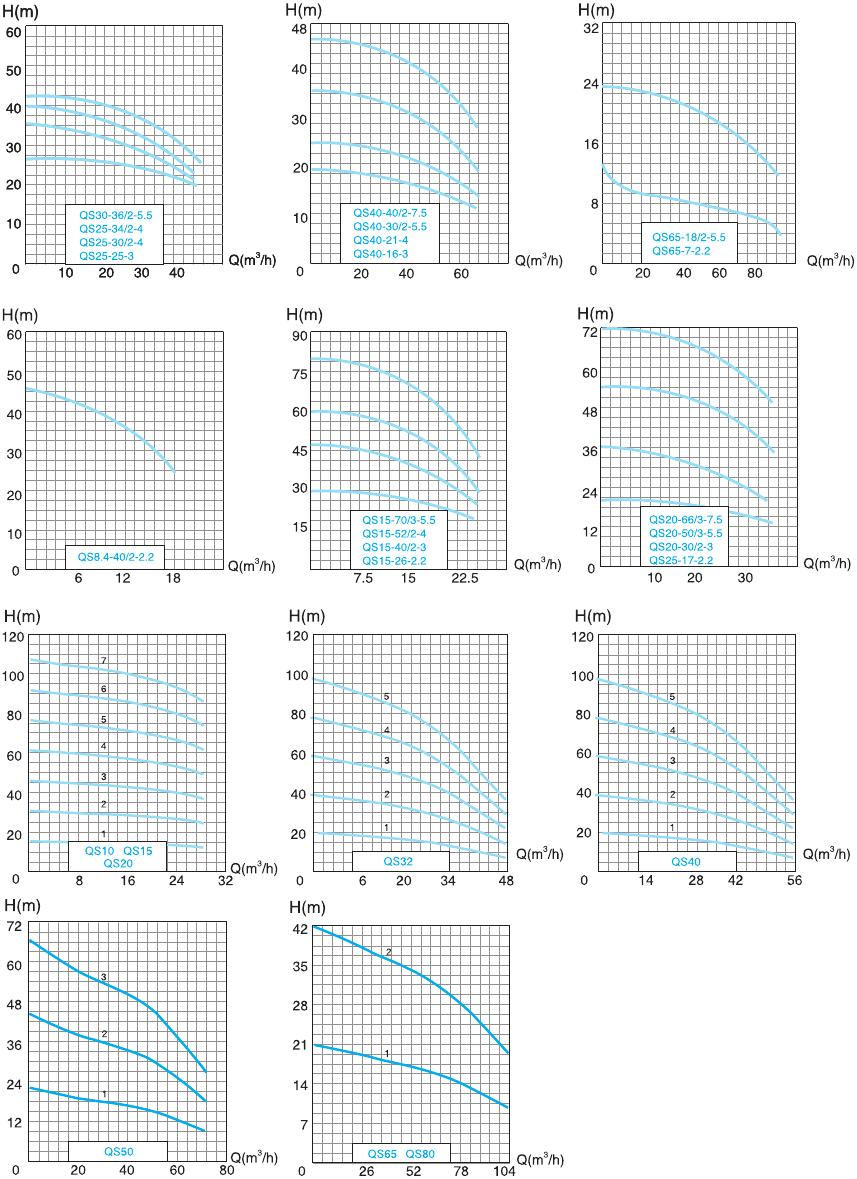 H(m)
60
50
40
30
20
10
0
QS30-36/2-5.5
QS25-34/2-4
QS25-30/2-4
QS25-25-3
10 20 30 40 Q(m³/h)
H(m)
48
40
30
20
10
0
QS40-40/2-7.5
QS40-30/2-5.5
QS40-21-4
QS40-16-3
20 40 60 Q(m³/h)
H(m)
32
24
16
8
0
QS65-18/2-5.5
QS65-7-2.2
20 40 60 80 Q(m³/h)
H(m)
60
50
40
30
20
10
0
QS8.4-40/2-2.2
6 12 18 Q(m³/h)
H(m)
90
75
60
45
30
15
QS15-70/3-5.5
QS15-52/2-4
QS15-40/2-3
QS15-26-2.2
7.5 15 22.5 Q(m³/h)
H(m)
72
60
48
36
24
12
0
QS20-66/3-7.5
QS20-50/3-5.5
QS20-30/2-3
QS25-17-2.2
10 20 30 Q(m³/h)
H(m)
120
100
80
60
40
20
0
7
6
5
4
3
2
1
QS10 QS15
QS20
8 16 24 32 Q(m³/h)
H(m)
120
100
80
60
40
20
0
5
4
3
2
1
QS32
6 20 34 48 Q(m³/h)
H(m)
120
100
80
60
40
20
0
5
4
3
2
1
QS40
14 28 42 56 Q(m³/h)
H(m)
72
60
48
36
24
12
0
3
2
1
QS50
20 40 60 80 Q(m³/h)
H(m)
42
35
28
21
14
7
0
2
1
QS65 QS80
26 52 78 104 Q(m³/h)